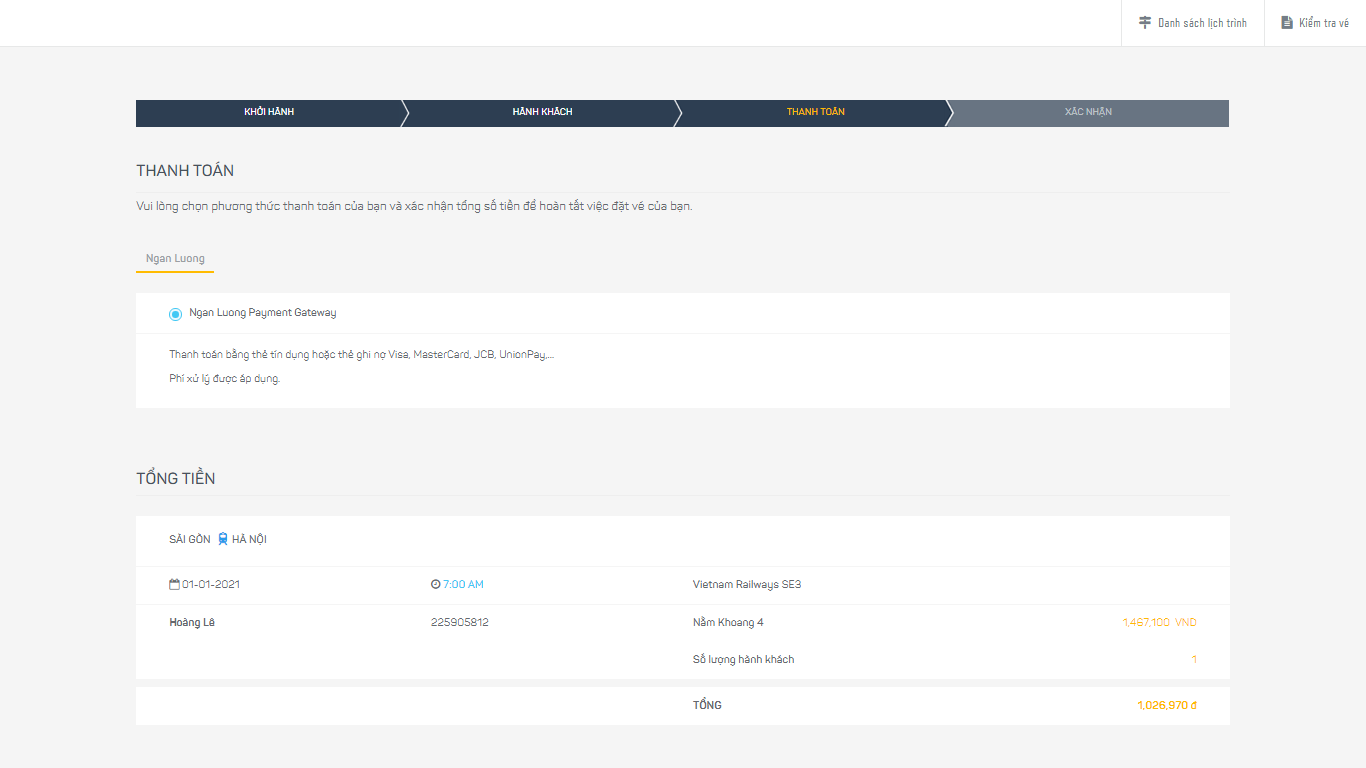 Danh sách lịch trình
Kiểm tra vé
KHỞI HÀNH
HÀNH KHÁCH
THANH TOÁN
XÁC NHẬN
THANH TOÁN
Vui lòng chọn phương thức thanh toán của bạn và xác nhận tổng số tiền để hoàn tất việc đặt vé của bạn.
Ngan Luong
Ngan Luong Payment Gateway
Thanh toán bằng thẻ tín dụng hoặc thẻ ghi nợ Visa, MasterCard, JCB, UnionPay,...
Phí xử lý được áp dụng.
TỔNG TIỀN
SÀI GÒN HÀ NỘI
01-01-2021 7:00 AM Vietnam Railways SE3
Hoàng Lê 225905812 Nằm Khoang 4 1,467,100 VND
Số lượng hành khách 1
TỔNG 1,026,970 đ